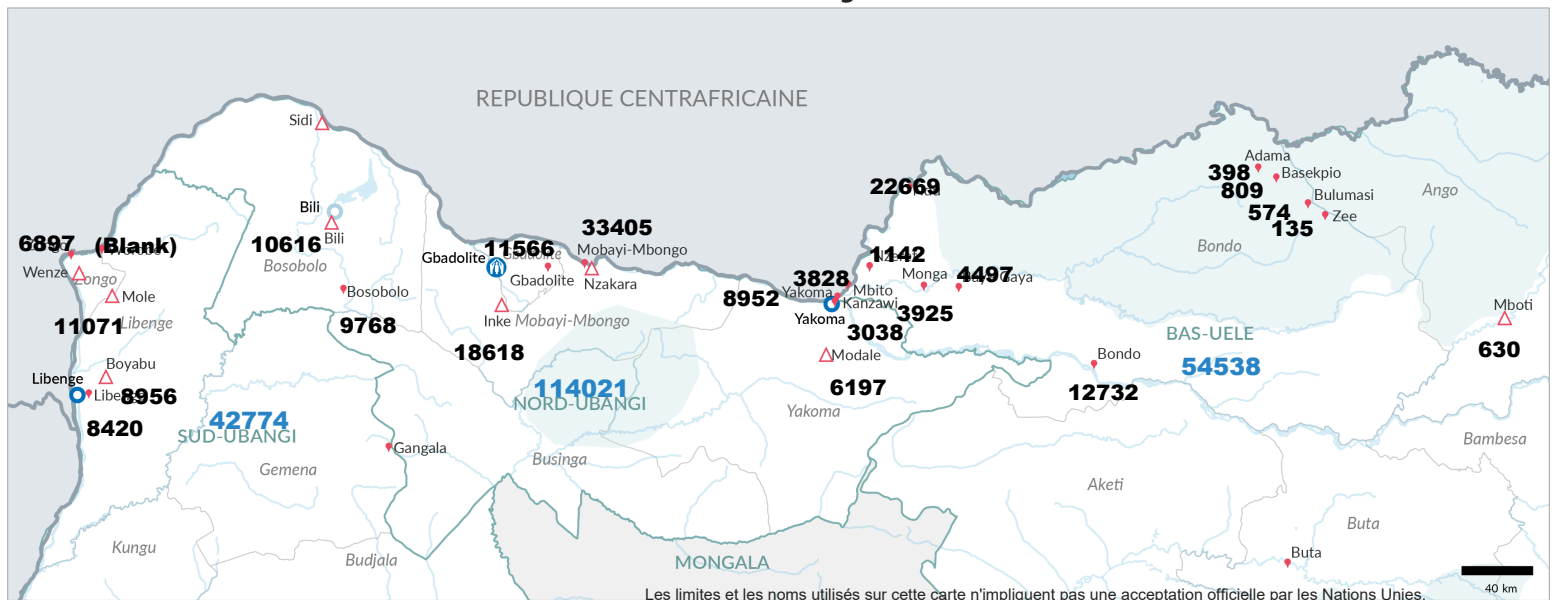 REPUBLIQUE CENTRAFRICAINE
Sidi
Adama
398
Basekpio
22669
809
Ango
Bulumasi
Bili
574
Zee
33405
135
6897
(Blank)
10616
Bili
11566
Mobayi-Mbongo
1142
Bondo
Gbadolite
Bosobolo
Wenze
Zongo
Gbadolite
Nzakara
3828
Monga
4497
Mole
Bosobolo
8952
Yakoma
Mbito
Kanzawi
Mboti
11071
Libenge
9768
Inke
Mobayi-Mbongo
Yakoma
3925
3038
BAS-UELE
18618
Modale
Bondo
54538
630
Boyabu
Libenge
8956
114021
6197
12732
NORD-UBANGI
8420
42774
SUD-UBANGI
Yakoma
Gangala
Bambesa
Gemena
Businga
Aketi
Buta
Kungu
Budjala
MONGALA
Buta
40 km
Les limites et les noms utilisés sur cette carte n'impliquent pas une acceptation officielle par les Nations Unies.